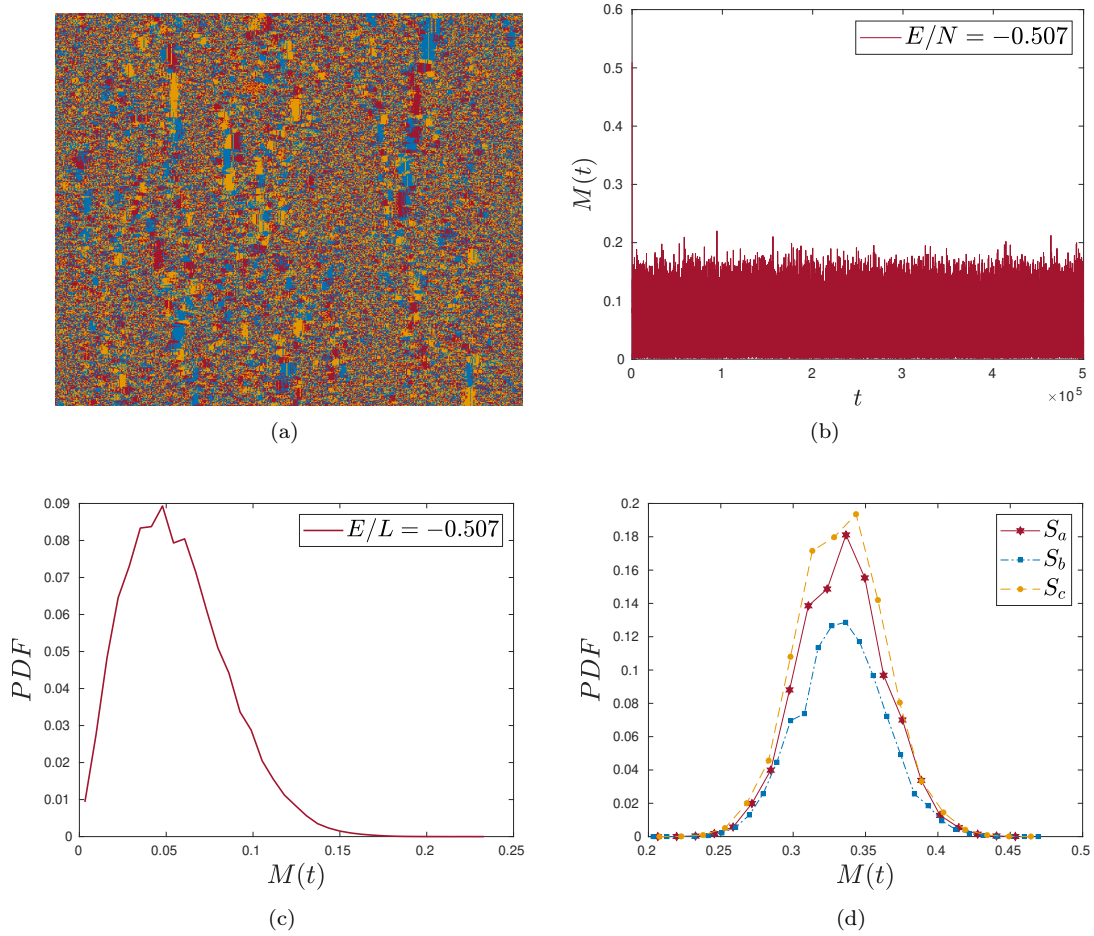 (a)
0.6
0.5
0.4
0.3
0.2
0.1
0
M(t)
E/N = −0.507
0 1 2 3 4 5
t
×10⁵
(b)
0.09
0.08
0.07
0.06
0.05
0.04
0.03
0.02
0.01
0
PDF
E/L = −0.507
0 0.05 0.1 0.15 0.2 0.25
M(t)
(c)
0.2
0.18
0.16
0.14
0.12
0.1
0.08
0.06
0.04
0.02
0
PDF
Sₐ
S_b
S_c
0.2 0.25 0.3 0.35 0.4 0.45 0.5
M(t)
(d)